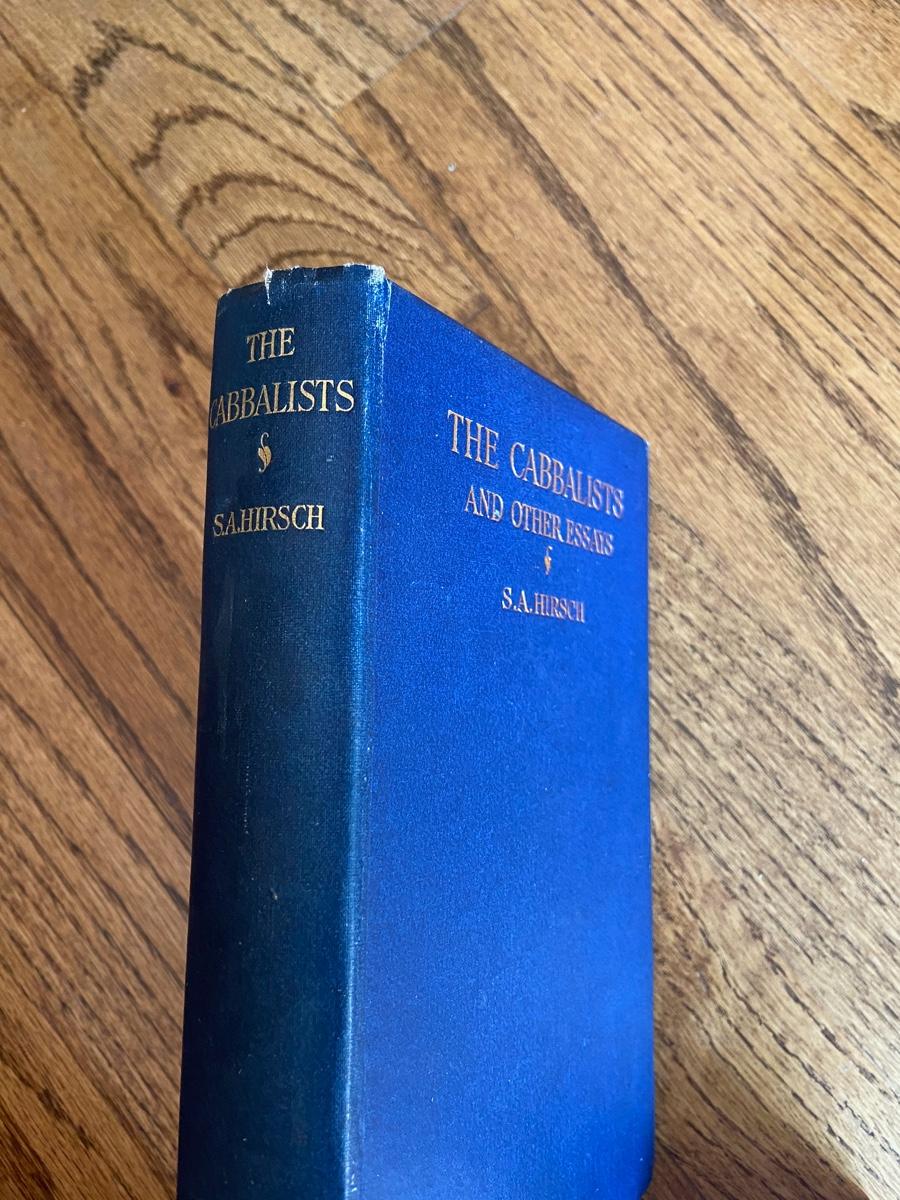 THE
CABBALISTS
S.A.HIRSCH
THE CABBALISTS
AND OTHER ESSAYS
S.A.HIRSCH